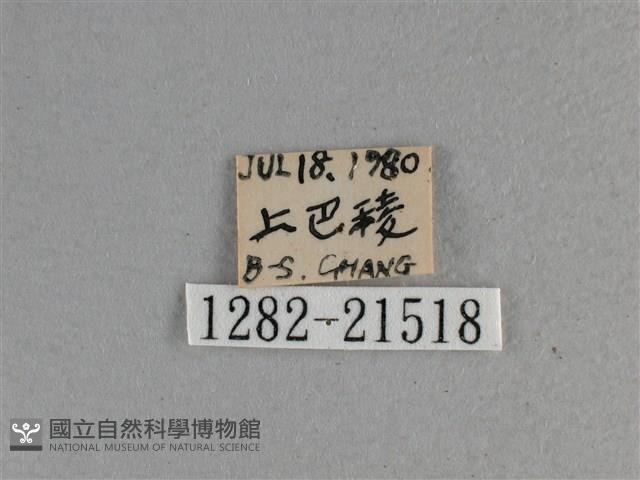 JUL 18. 1980
上巴稜
B-S. CHANG
1282-21518
國立自然科學博物館
NATIONAL MUSEUM OF NATURAL SCIENCE